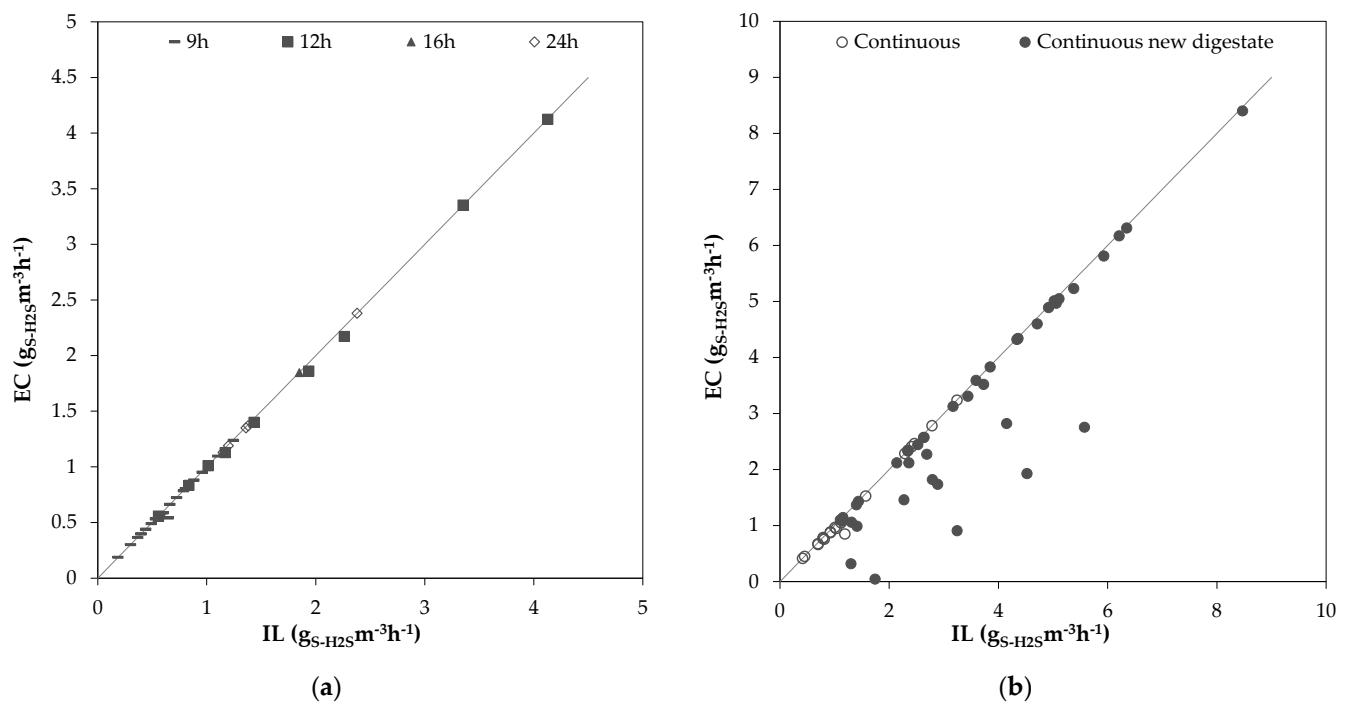 9h 12h 16h 24h
5
4.5
4
3.5
3
2.5
2
1.5
1
0.5
0
EC (gS-H2Sm-3h-1)
0 1 2 3 4 5
IL (gS-H2Sm-3h-1)
(a)
Continuous Continuous new digestate
10
9
8
7
6
5
4
3
2
1
0
EC (gS-H2Sm-3h-1)
0 2 4 6 8 10
IL (gS-H2Sm-3h-1)
(b)